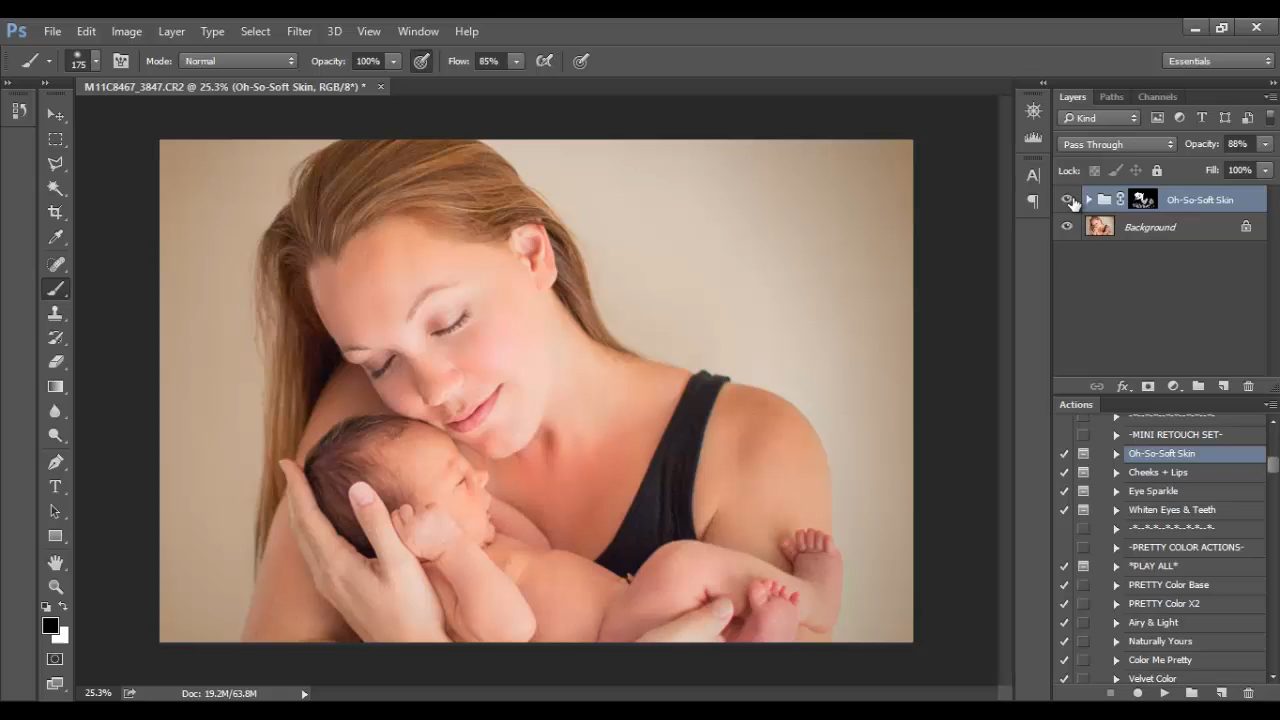 Ps File Edit Image Layer Type Select Filter 3D View Window Help
175 Mode: Normal Opacity: 100% Flow: 85% Essentials
M11C8467_3847.CR2 @ 25.3% (Oh-So-Soft Skin, RGB/8*) * ×
Layers Paths Channels
Kind T
Pass Through Opacity: 88%
Lock: Fill: 100%
Oh-So-Soft Skin
Background
fx.
Actions
-*--*--*--*--*--*--*-
-MINI RETOUCH SET-
Oh-So-Soft Skin
Cheeks + Lips
Eye Sparkle
Whiten Eyes & Teeth
-*--*--*--*--*--*--*-
-PRETTY COLOR ACTIONS-
*PLAY ALL*
PRETTY Color Base
PRETTY Color X2
Airy & Light
Naturally Yours
Color Me Pretty
Velvet Color
25.3% Doc: 19.2M/63.8M